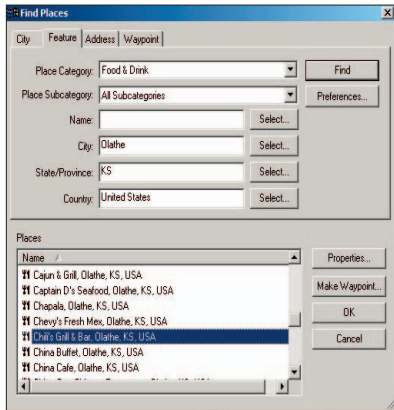 Find Places
City Feature Address Waypoint
Place Category: Food & Drink Find
Place Subcategory: All Subcategories Preferences...
Name: Select...
City: Olathe Select...
State/Province: KS Select...
Country: United States Select...
Places
Name Properties...
Cajun & Grill, Olathe, KS, USA
Captain D's Seafood, Olathe, KS, USA Make Waypoint...
Chapala, Olathe, KS, USA
Chevy's Fresh Mex, Olathe, KS, USA OK
Chili's Grill & Bar, Olathe, KS, USA
China Buffet, Olathe, KS, USA Cancel
China Cafe, Olathe, KS, USA